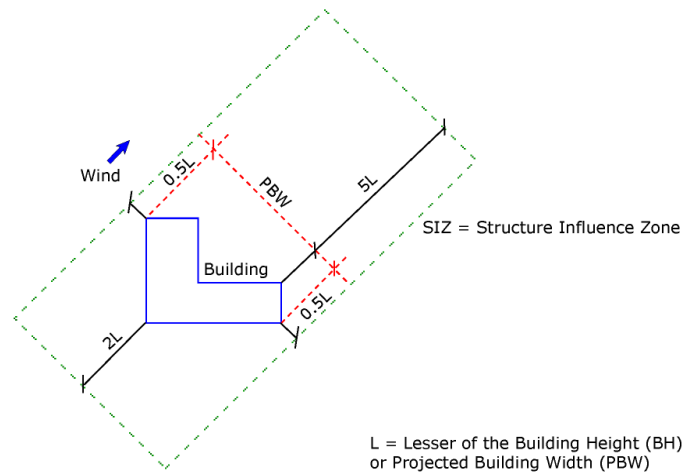 0.5L
Wind
PBW
5L
SIZ = Structure Influence Zone
Building
0.5L
2L
L = Lesser of the Building Height (BH)
or Projected Building Width (PBW)